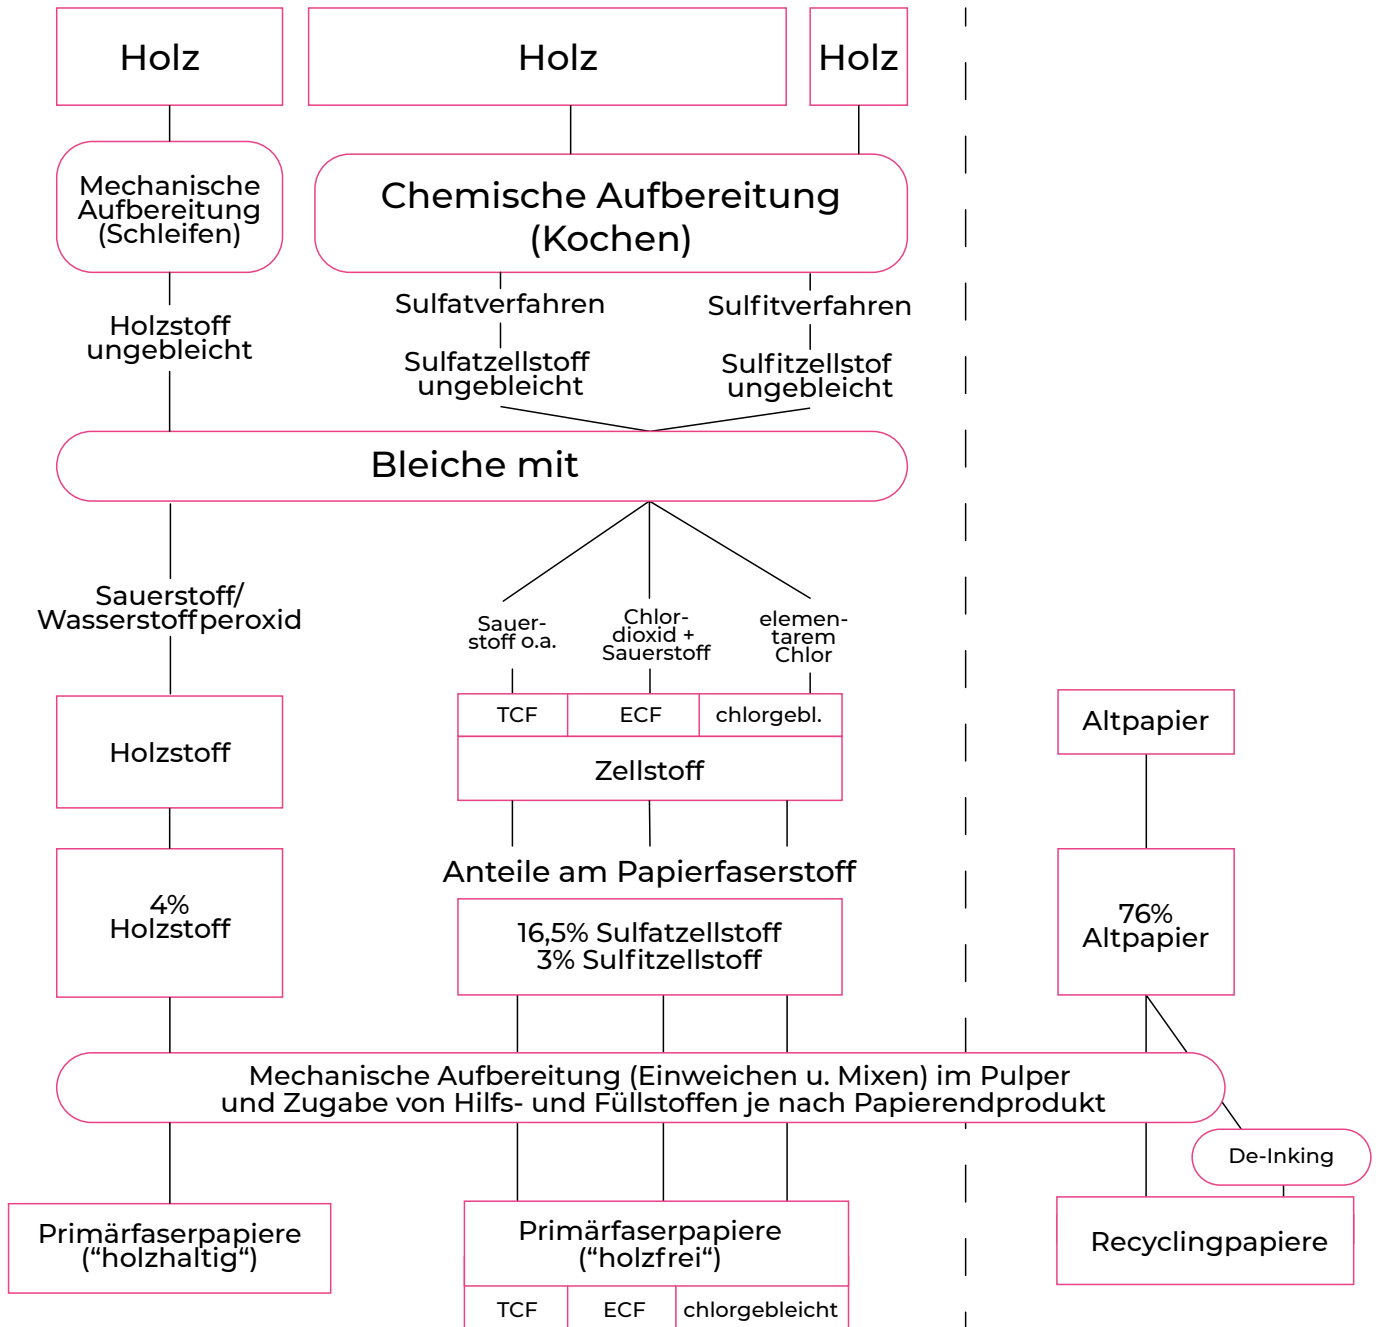 Holz
Holz
Holz
Mechanische
Aufbereitung
(Schleifen)
Chemische Aufbereitung
(Kochen)
Sulfatverfahren
Sulfitverfahren
Holzstoff
ungebleicht
Sulfatzellstoff
ungebleicht
Sulfitzellstof
ungebleicht
Bleiche mit
Sauerstoff/
Wasserstoffperoxid
Sauer-
stoff o.a.
Chlor-
dioxid +
Sauerstoff
elemen-
tarem
Chlor
TCF
ECF
chlorgebl.
Zellstoff
Holzstoff
Altpapier
Anteile am Papierfaserstoff
4%
Holzstoff
16,5% Sulfatzellstoff
3% Sulfitzellstoff
76%
Altpapier
Mechanische Aufbereitung (Einweichen u. Mixen) im Pulper
und Zugabe von Hilfs- und Füllstoffen je nach Papierendprodukt
De-Inking
Primärfaserpapiere
(“holzhaltig“)
Primärfaserpapiere
(“holzfrei“)
TCF
ECF
chlorgebleicht
Recyclingpapiere